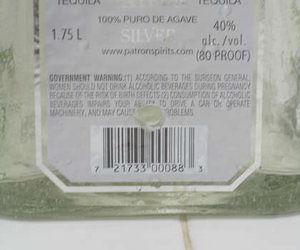 TEQUILA TEQUILA
100% PURO DE AGAVE
1.75 L SILVER 40%
alc./vol.
www.patronspirits.com (80 PROOF)
GOVERNMENT WARNING: (1) ACCORDING TO THE SURGEON GENERAL,
WOMEN SHOULD NOT DRINK ALCOHOLIC BEVERAGES DURING PREGNANCY
BECAUSE OF THE RISK OF BIRTH DEFECTS. (2) CONSUMPTION OF ALCOHOLIC
BEVERAGES IMPAIRS YOUR ABILITY TO DRIVE A CAR OR OPERATE
MACHINERY, AND MAY CAUSE PROBLEMS.
7 21733 00088 3